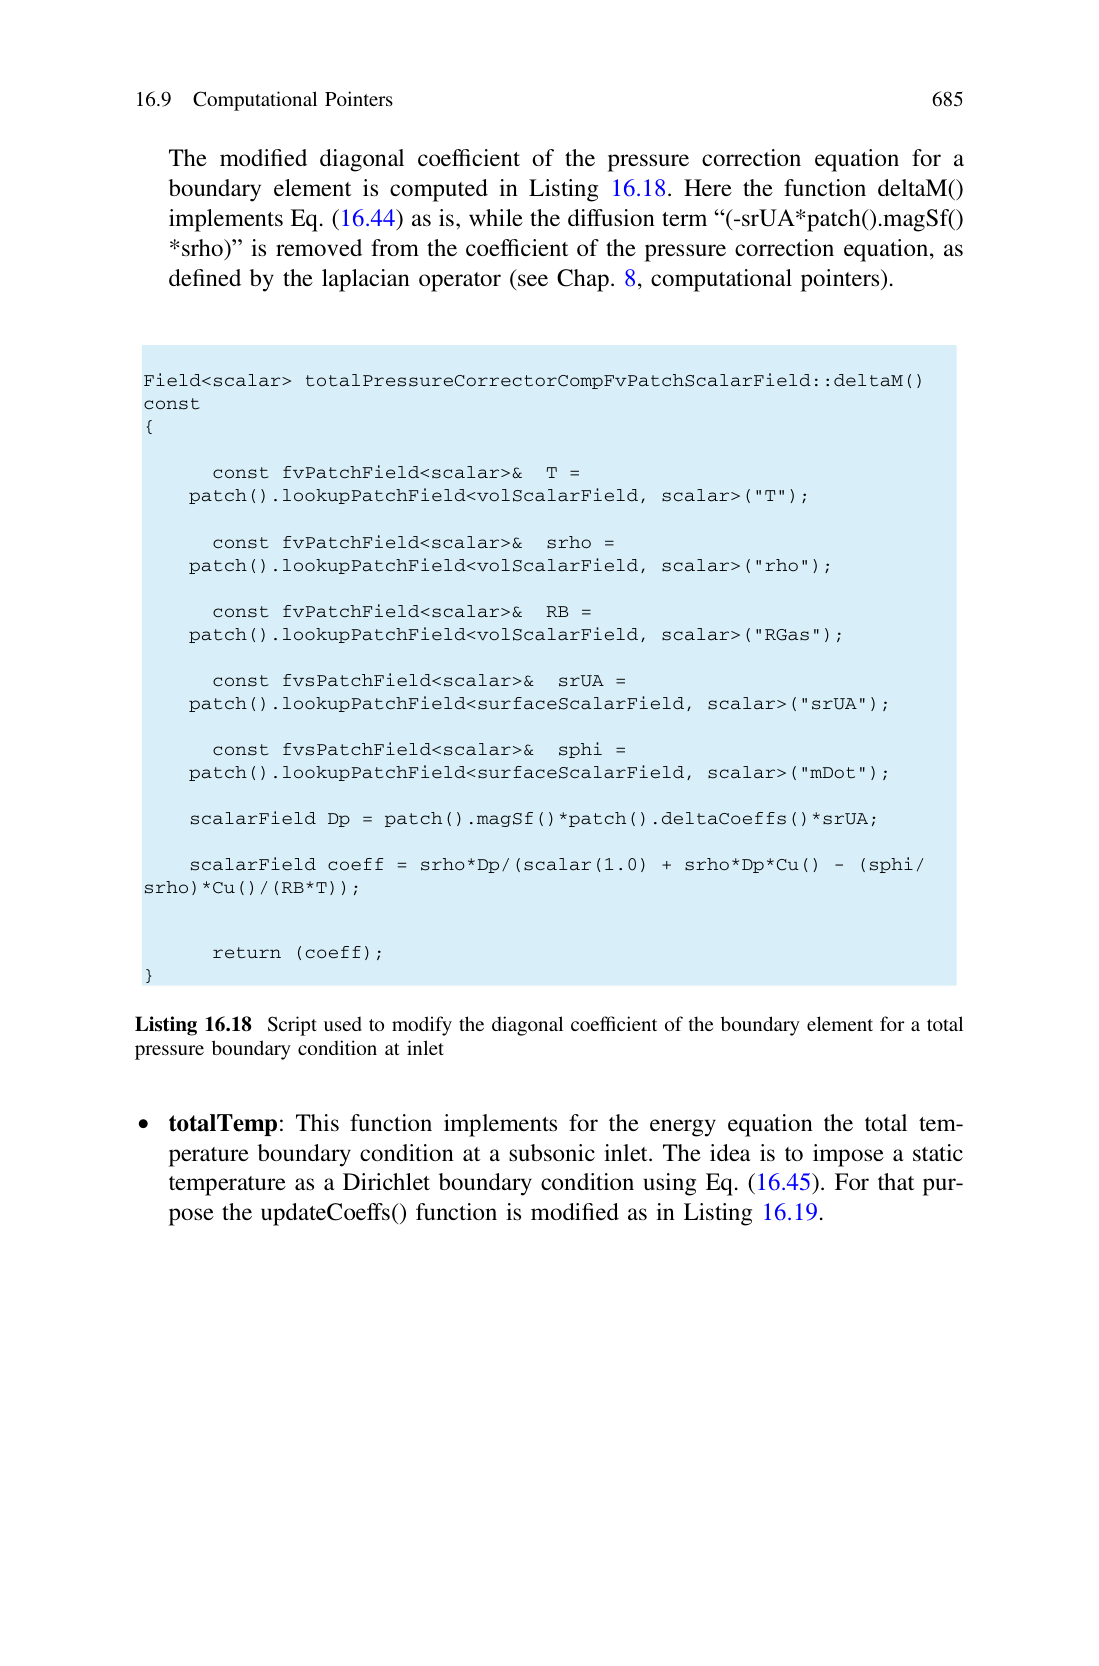 16.9 Computational Pointers 685
The modified diagonal coefficient of the pressure correction equation for a
boundary element is computed in Listing 16.18. Here the function deltaM()
implements Eq. (16.44) as is, while the diffusion term “(-srUA*patch().magSf()
*srho)” is removed from the coefficient of the pressure correction equation, as
defined by the laplacian operator (see Chap. 8, computational pointers).
Field<scalar> totalPressureCorrectorCompFvPatchScalarField::deltaM()
const
{
const fvPatchField<scalar>& T =
patch().lookupPatchField<volScalarField, scalar>("T");
const fvPatchField<scalar>& srho =
patch().lookupPatchField<volScalarField, scalar>("rho");
const fvPatchField<scalar>& RB =
patch().lookupPatchField<volScalarField, scalar>("RGas");
const fvsPatchField<scalar>& srUA =
patch().lookupPatchField<surfaceScalarField, scalar>("srUA");
const fvsPatchField<scalar>& sphi =
patch().lookupPatchField<surfaceScalarField, scalar>("mDot");
scalarField Dp = patch().magSf()*patch().deltaCoeffs()*srUA;
scalarField coeff = srho*Dp/(scalar(1.0) + srho*Dp*Cu() - (sphi/
srho)*Cu()/(RB*T));
return (coeff);
}
Listing 16.18 Script used to modify the diagonal coefficient of the boundary element for a total
pressure boundary condition at inlet
• totalTemp: This function implements for the energy equation the total tem-
perature boundary condition at a subsonic inlet. The idea is to impose a static
temperature as a Dirichlet boundary condition using Eq. (16.45). For that pur-
pose the updateCoeffs() function is modified as in Listing 16.19.